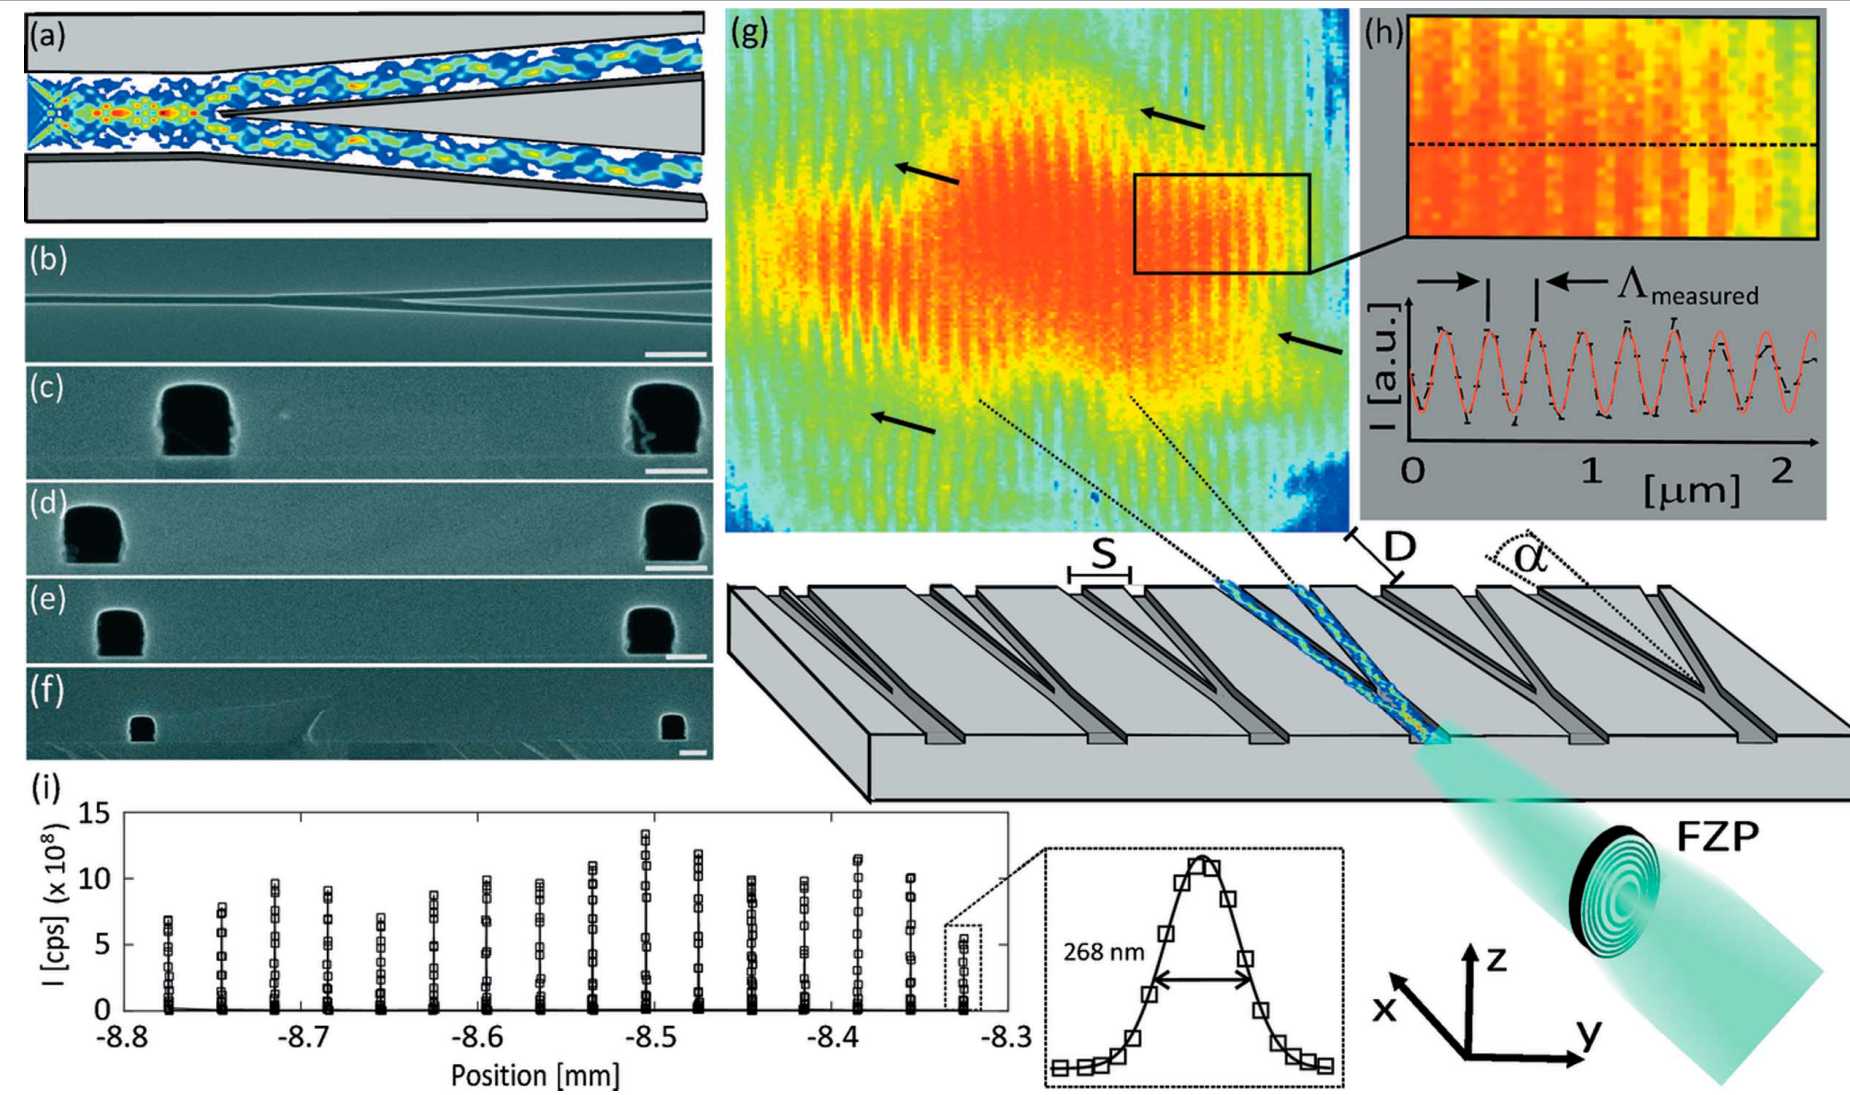 (a)
(b)
(c)
(d)
(e)
(f)
(g)
(h)
Λmeasured
I [a.u.]
0 1 2
[µm]
S
D
α
FZP
z
x
y
(i)
I [cps] (x 10⁸)
15
10
5
0
-8.8 -8.7 -8.6 -8.5 -8.4 -8.3
Position [mm]
268 nm